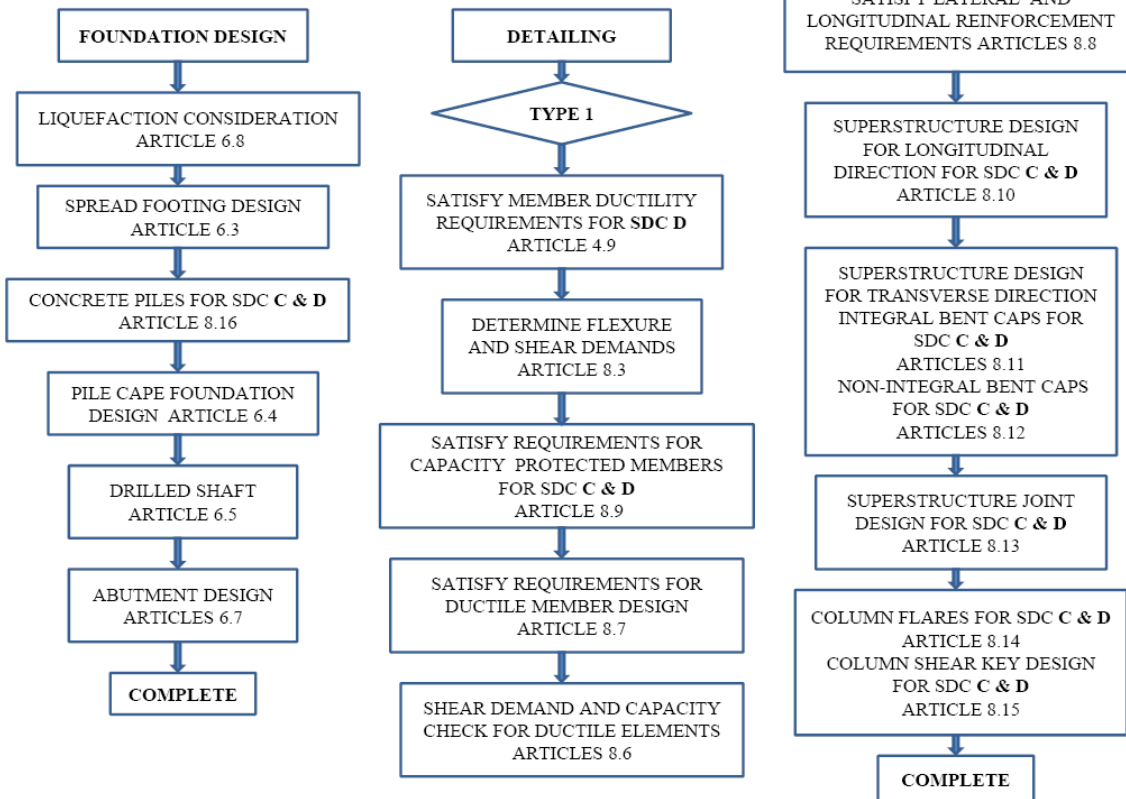 FOUNDATION DESIGN
LIQUEFACTION CONSIDERATION
ARTICLE 6.8
SPREAD FOOTING DESIGN
ARTICLE 6.3
CONCRETE PILES FOR SDC C & D
ARTICLE 8.16
PILE CAPE FOUNDATION
DESIGN ARTICLE 6.4
DRILLED SHAFT
ARTICLE 6.5
ABUTMENT DESIGN
ARTICLES 6.7
COMPLETE
DETAILING
TYPE 1
SATISFY MEMBER DUCTILITY
REQUIREMENTS FOR SDC D
ARTICLE 4.9
DETERMINE FLEXURE
AND SHEAR DEMANDS
ARTICLE 8.3
SATISFY REQUIREMENTS FOR
CAPACITY PROTECTED MEMBERS
FOR SDC C & D
ARTICLE 8.9
SATISFY REQUIREMENTS FOR
DUCTILE MEMBER DESIGN
ARTICLE 8.7
SHEAR DEMAND AND CAPACITY
CHECK FOR DUCTILE ELEMENTS
ARTICLES 8.6
SATISFY LATERAL AND
LONGITUDINAL REINFORCEMENT
REQUIREMENTS ARTICLES 8.8
SUPERSTRUCTURE DESIGN
FOR LONGITUDINAL
DIRECTION FOR SDC C & D
ARTICLE 8.10
SUPERSTRUCTURE DESIGN
FOR TRANSVERSE DIRECTION
INTEGRAL BENT CAPS FOR
SDC C & D
ARTICLES 8.11
NON-INTEGRAL BENT CAPS
FOR SDC C & D
ARTICLES 8.12
SUPERSTRUCTURE JOINT
DESIGN FOR SDC C & D
ARTICLE 8.13
COLUMN FLARES FOR SDC C & D
ARTICLE 8.14
COLUMN SHEAR KEY DESIGN
FOR SDC C & D
ARTICLE 8.15
COMPLETE